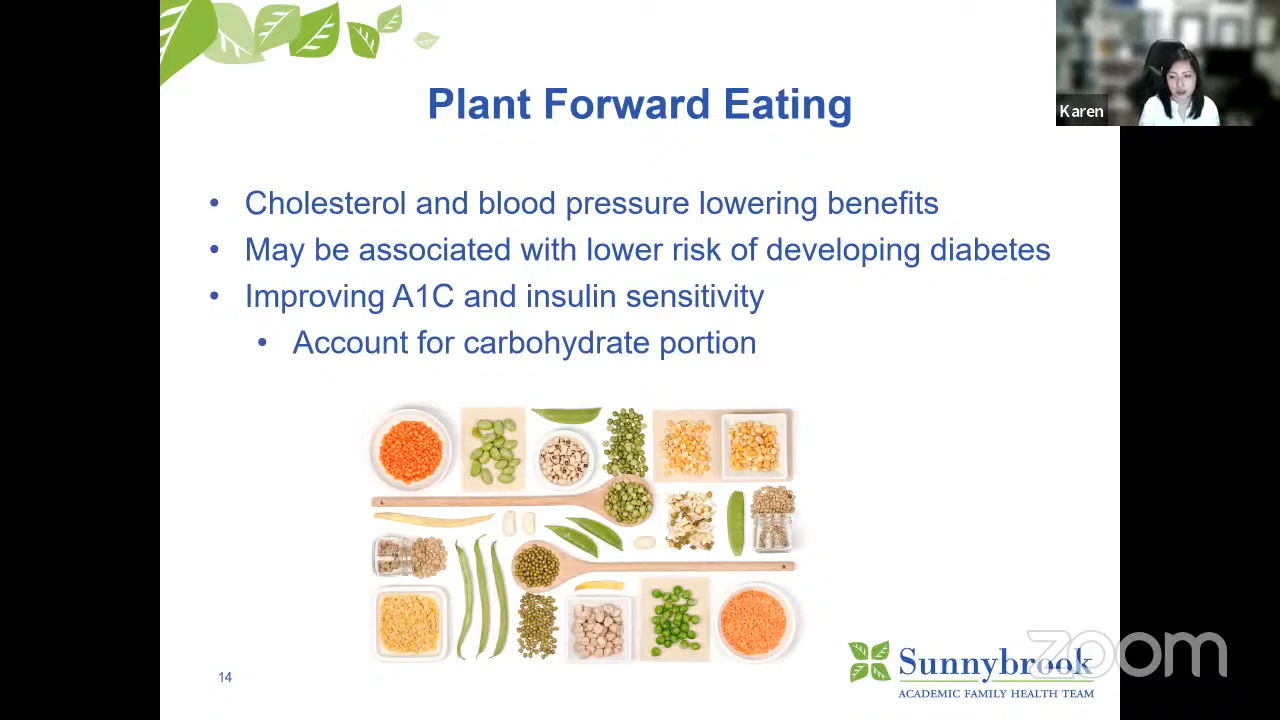 Plant Forward Eating
Karen
• Cholesterol and blood pressure lowering benefits
• May be associated with lower risk of developing diabetes
• Improving A1C and insulin sensitivity
• Account for carbohydrate portion
14
Sunnybrook
ACADEMIC FAMILY HEALTH TEAM
zoom